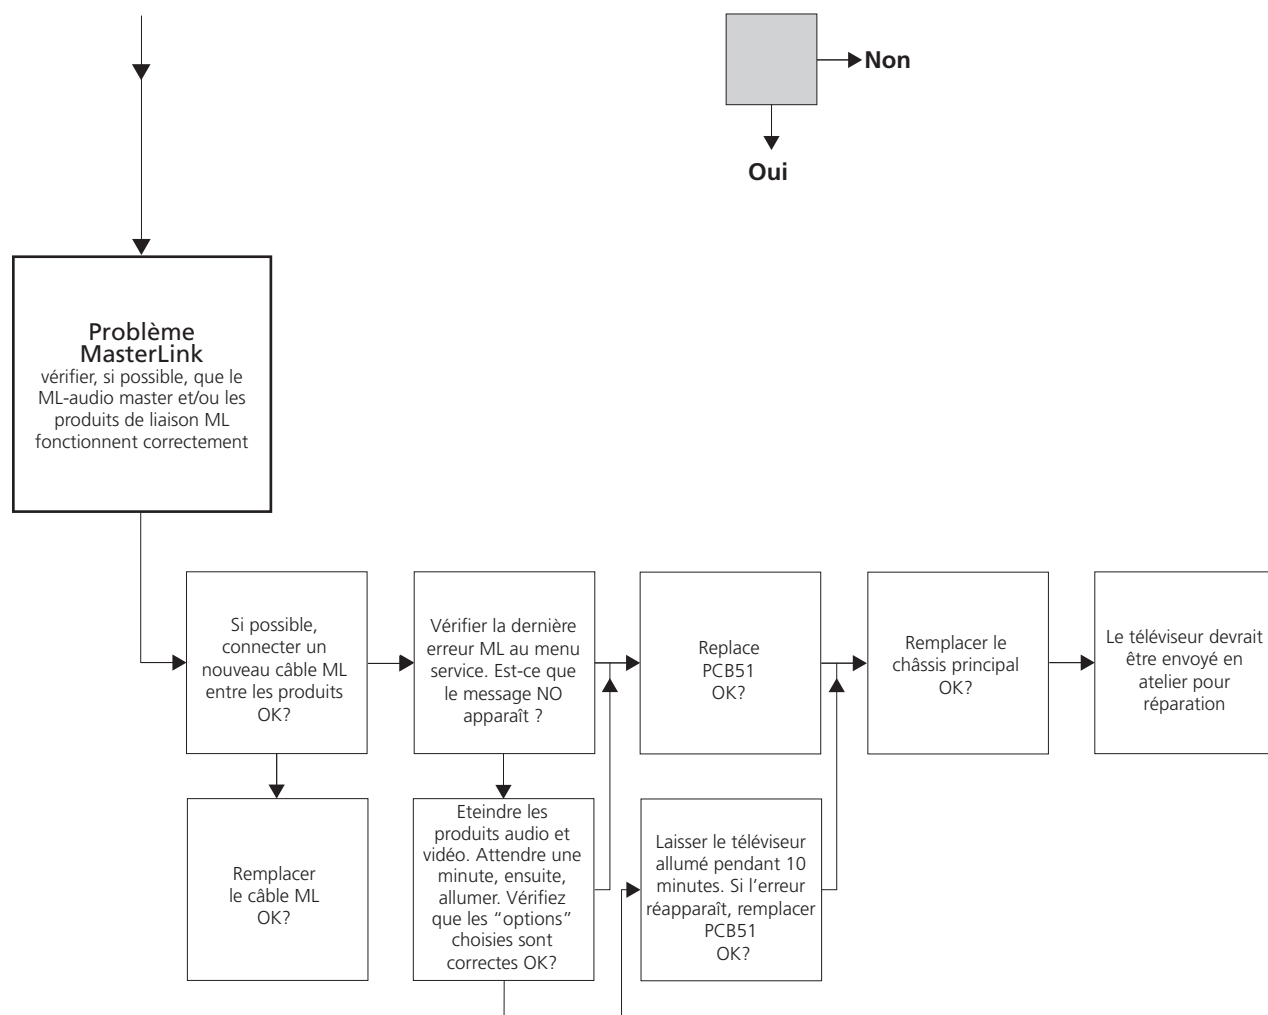 Non
Oui
Problème
MasterLink
vérifier, si possible, que le
ML-audio master et/ou les
produits de liaison ML
fonctionnent correctement
Si possible,
connecter un
nouveau câble ML
entre les produits
OK?
Vérifier la dernière
erreur ML au menu
service. Est-ce que
le message NO
apparaît ?
Replace
PCB51
OK?
Remplacer le
châssis principal
OK?
Le téléviseur devrait
être envoyé en
atelier pour
réparation
Remplacer
le câble ML
OK?
Eteindre les
produits audio et
vidéo. Attendre une
minute, ensuite,
allumer. Vérifiez
que les “options”
choisies sont
correctes OK?
Laisser le téléviseur
allumé pendant 10
minutes. Si l’erreur
réapparaît, remplacer
PCB51
OK?